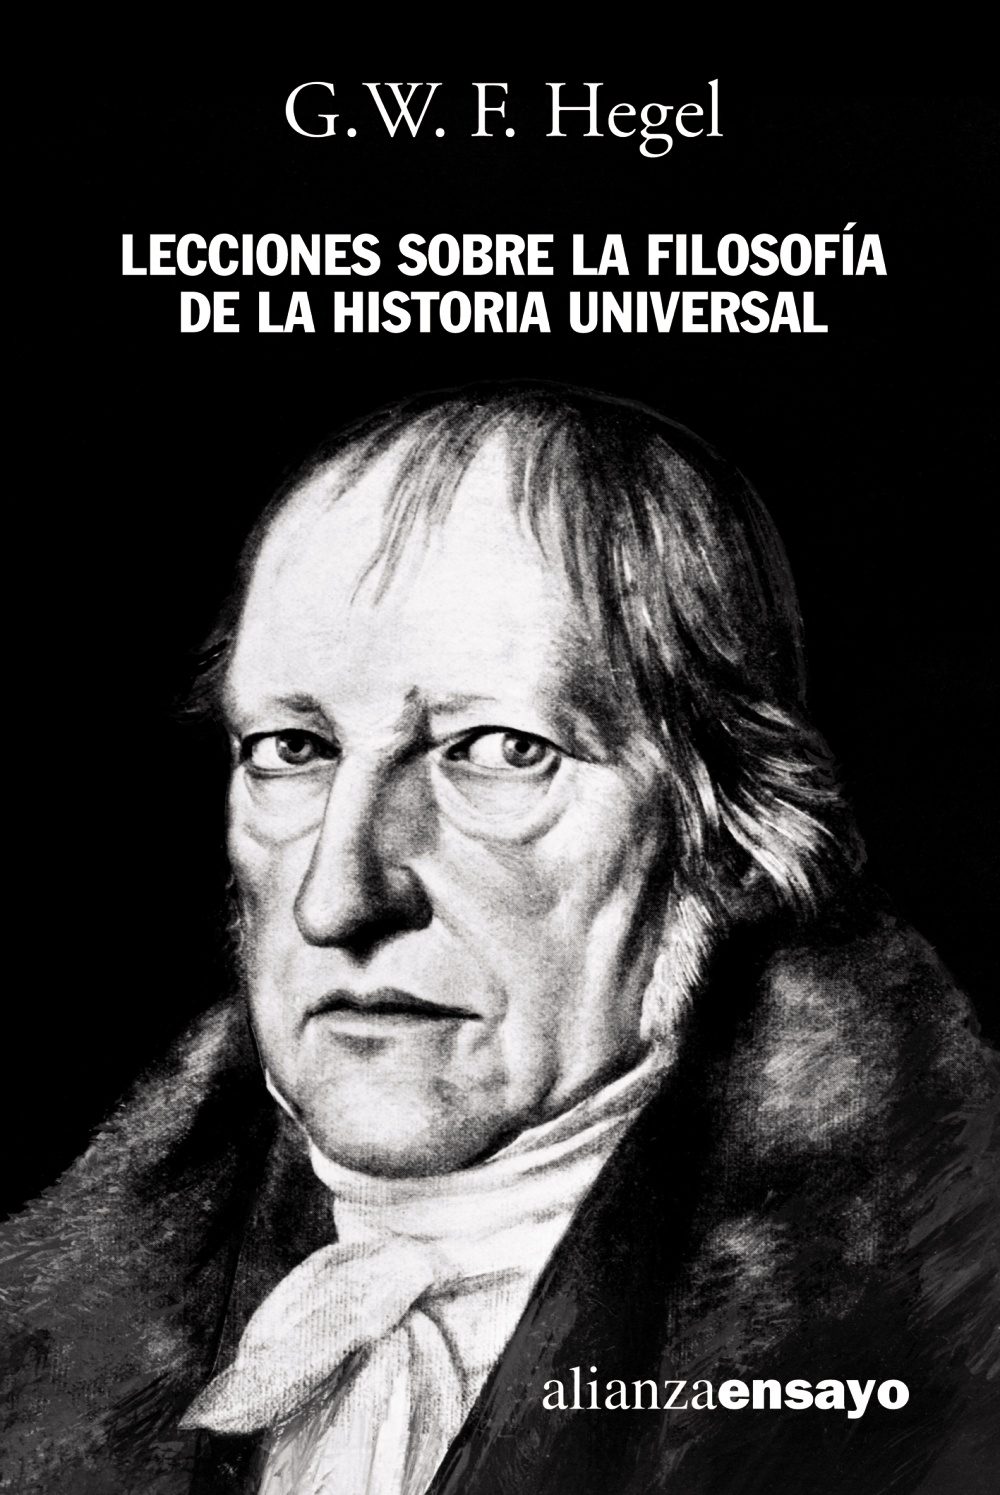 G. W. F. Hegel
LECCIONES SOBRE LA FILOSOFÍA
DE LA HISTORIA UNIVERSAL
alianzaensayo